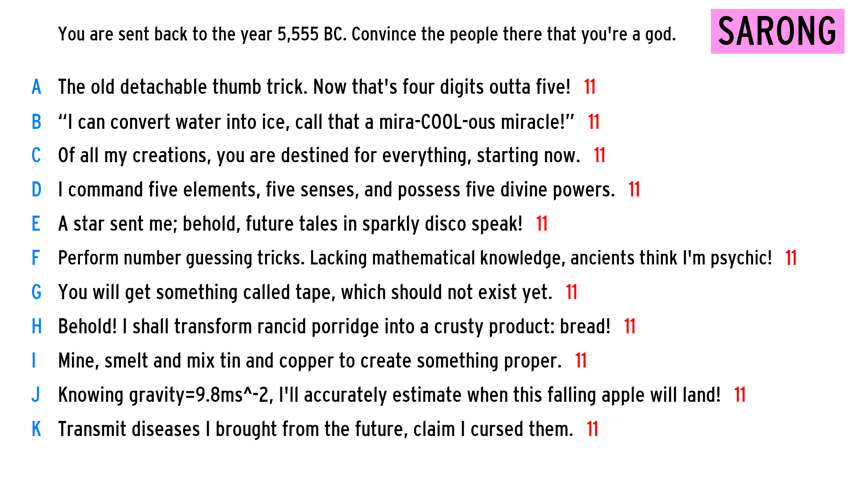 You are sent back to the year 5,555 BC. Convince the people there that you're a god.
SARONG
A The old detachable thumb trick. Now that's four digits outta five! 11
B “I can convert water into ice, call that a mira-COOL-ous miracle!” 11
C Of all my creations, you are destined for everything, starting now. 11
D I command five elements, five senses, and possess five divine powers. 11
E A star sent me; behold, future tales in sparkly disco speak! 11
F Perform number guessing tricks. Lacking mathematical knowledge, ancients think I'm psychic! 11
G You will get something called tape, which should not exist yet. 11
H Behold! I shall transform rancid porridge into a crusty product: bread! 11
I Mine, smelt and mix tin and copper to create something proper. 11
J Knowing gravity=9.8ms^-2, I'll accurately estimate when this falling apple will land! 11
K Transmit diseases I brought from the future, claim I cursed them. 11